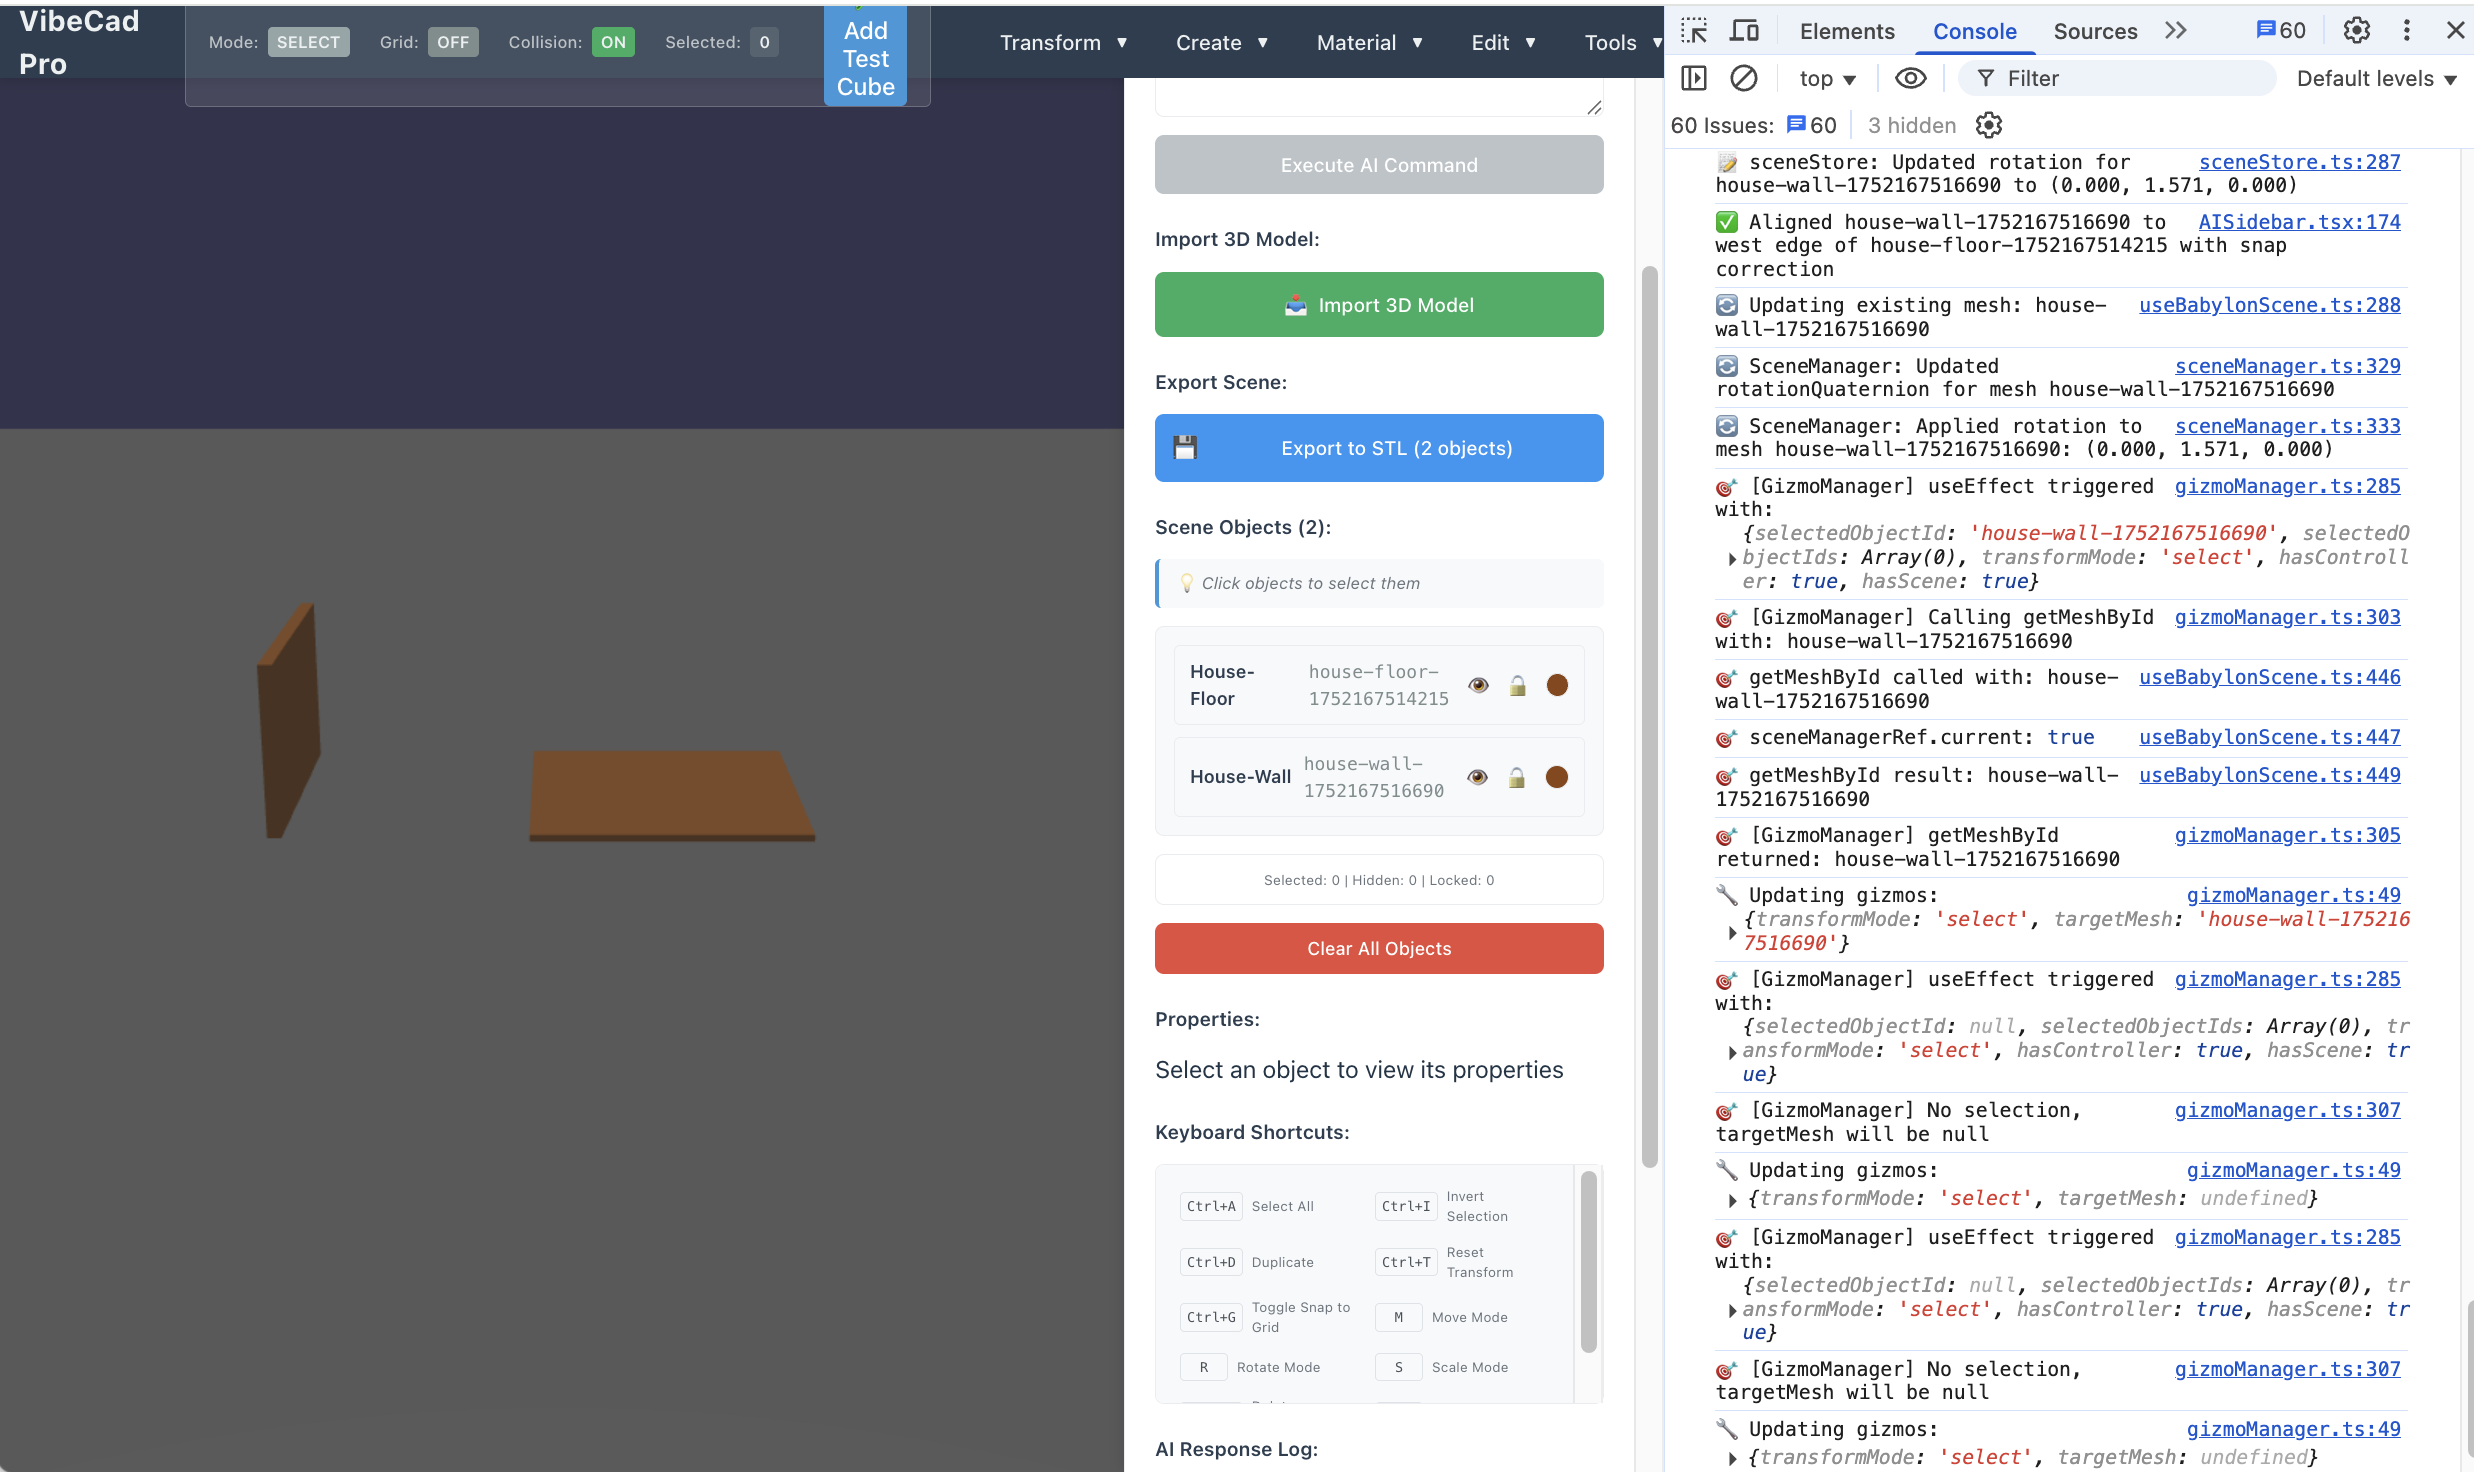 VibeCad
Pro
Mode: SELECT Grid: OFF Collision: ON Selected: 0
Add
Test
Cube
Transform ▼ Create ▼ Material ▼ Edit ▼ Tools ▼
Execute AI Command
Import 3D Model:
📥 Import 3D Model
Export Scene:
💾 Export to STL (2 objects)
Scene Objects (2):
💡 Click objects to select them
House-
Floor
house-floor-
1752167514215
House-Wall
house-wall-
1752167516690
Selected: 0 | Hidden: 0 | Locked: 0
Clear All Objects
Properties:
Select an object to view its properties
Keyboard Shortcuts:
Ctrl+A Select All
Ctrl+I Invert
Selection
Ctrl+D Duplicate
Ctrl+T Reset
Transform
Ctrl+G Toggle Snap to
Grid
M Move Mode
R Rotate Mode
S Scale Mode
AI Response Log:
Elements Console Sources 60
top ▼ Filter Default levels ▼
60 Issues: 60 3 hidden
📝 sceneStore: Updated rotation for sceneStore.ts:287
house-wall-1752167516690 to (0.000, 1.571, 0.000)
✅ Aligned house-wall-1752167516690 to AISidebar.tsx:174
west edge of house-floor-1752167514215 with snap
correction
🔄 Updating existing mesh: house- useBabylonScene.ts:288
wall-1752167516690
🔄 SceneManager: Updated sceneManager.ts:329
rotationQuaternion for mesh house-wall-1752167516690
🔄 SceneManager: Applied rotation to sceneManager.ts:333
mesh house-wall-1752167516690: (0.000, 1.571, 0.000)
🎯 [GizmoManager] useEffect triggered gizmoManager.ts:285
with:
{selectedObjectId: 'house-wall-1752167516690', selectedO
bjectIds: Array(0), transformMode: 'select', hasControll
er: true, hasScene: true}
🎯 [GizmoManager] Calling getMeshById gizmoManager.ts:303
with: house-wall-1752167516690
🎯 getMeshById called with: house- useBabylonScene.ts:446
wall-1752167516690
🎯 sceneManagerRef.current: true useBabylonScene.ts:447
🎯 getMeshById result: house-wall- useBabylonScene.ts:449
1752167516690
🎯 [GizmoManager] getMeshById gizmoManager.ts:305
returned: house-wall-1752167516690
🔧 Updating gizmos: gizmoManager.ts:49
{transformMode: 'select', targetMesh: 'house-wall-175216
7516690'}
🎯 [GizmoManager] useEffect triggered gizmoManager.ts:285
with:
{selectedObjectId: null, selectedObjectIds: Array(0), tr
ansformMode: 'select', hasController: true, hasScene: tr
ue}
🎯 [GizmoManager] No selection, gizmoManager.ts:307
targetMesh will be null
🔧 Updating gizmos: gizmoManager.ts:49
{transformMode: 'select', targetMesh: undefined}
🎯 [GizmoManager] useEffect triggered gizmoManager.ts:285
with:
{selectedObjectId: null, selectedObjectIds: Array(0), tr
ansformMode: 'select', hasController: true, hasScene: tr
ue}
🎯 [GizmoManager] No selection, gizmoManager.ts:307
targetMesh will be null
🔧 Updating gizmos: gizmoManager.ts:49
{transformMode: 'select', targetMesh: undefined}